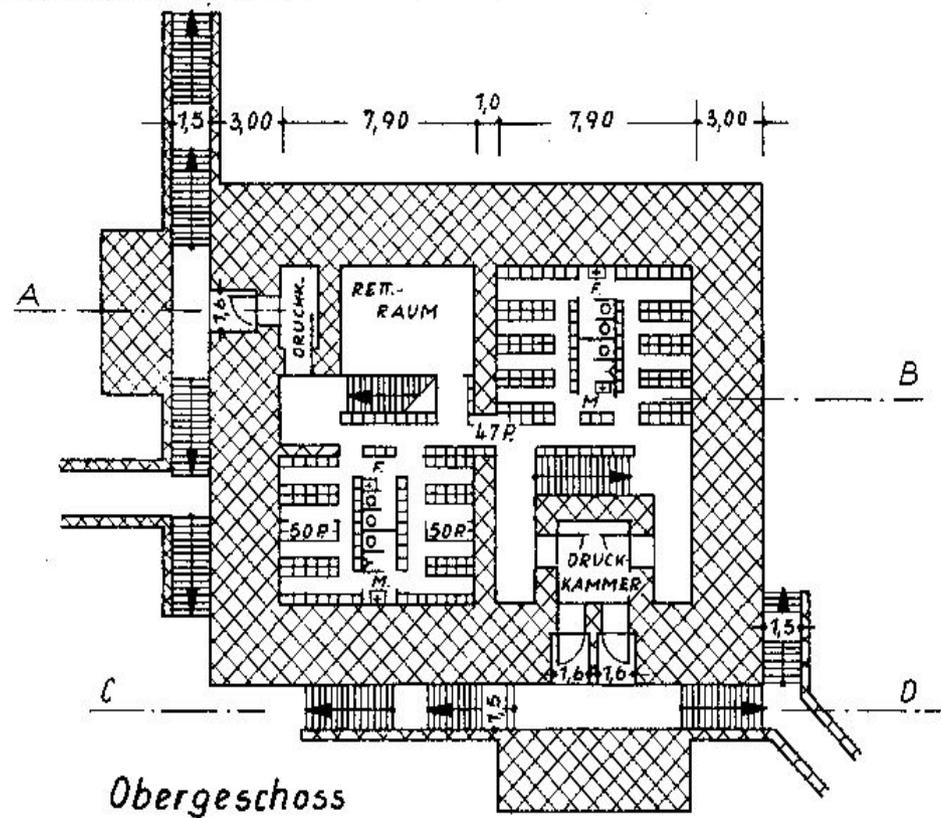 1,0
1,5 3,00 7,90 7,90 3,00
A
1,6
DRUCKK.
RETT.-
RAUM
F.
M.
B
47 P.
F.
50 P. 50 P.
M.
DRUCK-
KAMMER
1,6 1,6
1,5
1,5
C
D
Obergeschoss